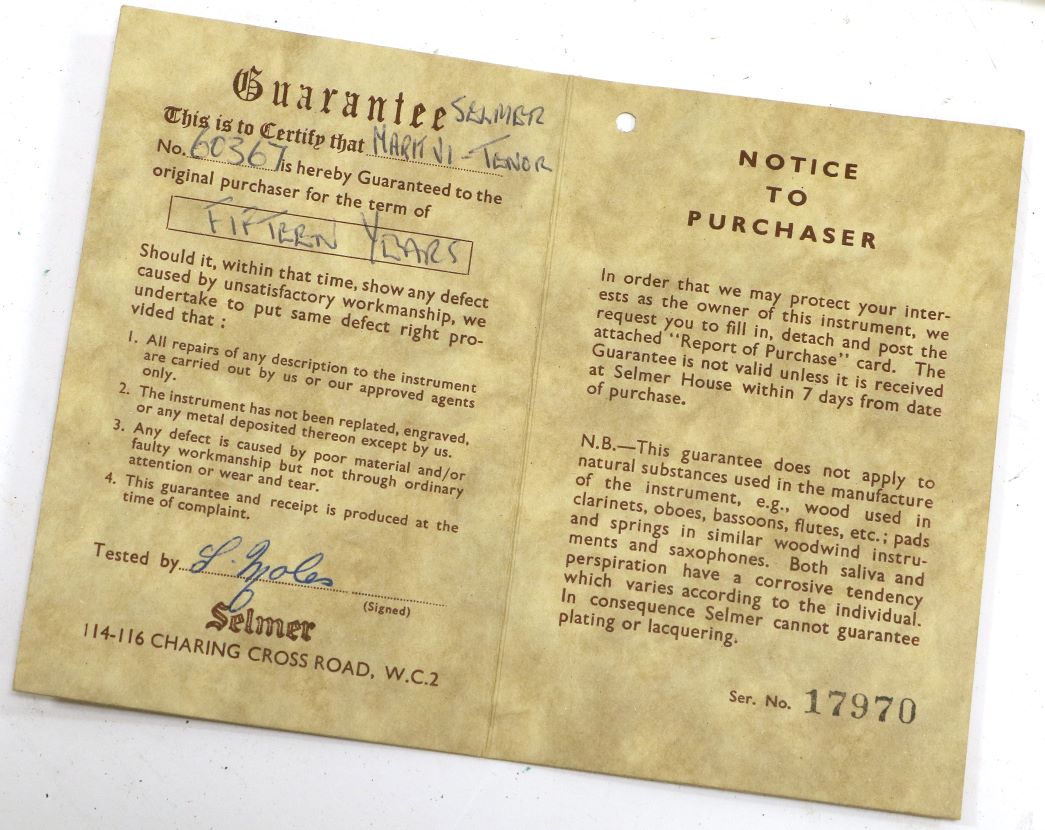 Guarantee SELMER
This is to Certify that MARK VI - TENOR
No. 60367 is hereby Guaranteed to the
original purchaser for the term of
FIFTEEN YEARS
Should it, within that time, show any defect
caused by unsatisfactory workmanship, we
undertake to put same defect right pro-
vided that :
1. All repairs of any description to the instrument
are carried out by us or our approved agents
only.
2. The instrument has not been replated, engraved,
or any metal deposited thereon except by us.
3. Any defect is caused by poor material and/or
faulty workmanship but not through ordinary
attention or wear and tear.
4. This guarantee and receipt is produced at the
time of complaint.
Tested by
(Signed)
Selmer
114-116 CHARING CROSS ROAD, W.C.2
NOTICE
TO
PURCHASER
In order that we may protect your inter-
ests as the owner of this instrument, we
request you to fill in, detach and post the
attached "Report of Purchase" card. The
Guarantee is not valid unless it is received
at Selmer House within 7 days from date
of purchase.
N.B.—This guarantee does not apply to
natural substances used in the manufacture
of the instrument, e.g., wood used in
clarinets, oboes, bassoons, flutes, etc.; pads
and springs in similar woodwind instru-
ments and saxophones. Both saliva and
perspiration have a corrosive tendency
which varies according to the individual.
In consequence Selmer cannot guarantee
plating or lacquering.
Ser. No. 17970